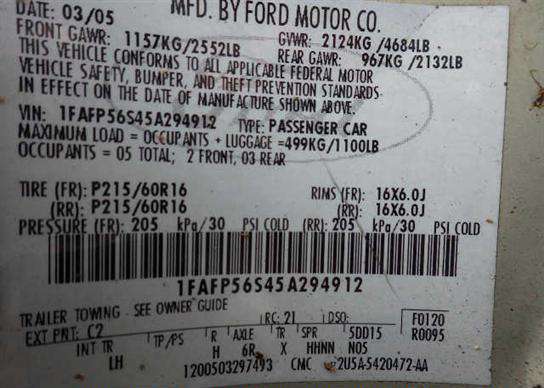 DATE: 03/05 MFD. BY FORD MOTOR CO.
FRONT GAWR: 1157KG/2552LB GVWR: 2124KG/4684LB
REAR GAWR: 967KG/2132LB
THIS VEHICLE CONFORMS TO ALL APPLICABLE FEDERAL MOTOR
VEHICLE SAFETY, BUMPER, AND THEFT PREVENTION STANDARDS
IN EFFECT ON THE DATE OF MANUFACTURE SHOWN ABOVE.
VIN: 1FAFP56S45A294912 TYPE: PASSENGER CAR
MAXIMUM LOAD = OCCUPANTS + LUGGAGE =499KG/1100LB
OCCUPANTS = 05 TOTAL; 2 FRONT, 03 REAR
TIRE (FR): P215/60R16 RIMS (FR): 16X6.0J
(RR): P215/60R16 (RR): 16X6.0J
PRESSURE (FR): 205 kPa/30 PSI COLD (RR): 205 kPa/30 PSI COLD
1FAFP56S45A294912
TRAILER TOWING - SEE OWNER GUIDE
RC: 21 DSO: F0120
EXT PNT: C2 R0095
INT TR TP/PS R AXLE TR SPR 5DD15
LH H 6R X HHNN N05
1200503297493 CMC 2U5A-5420472-AA